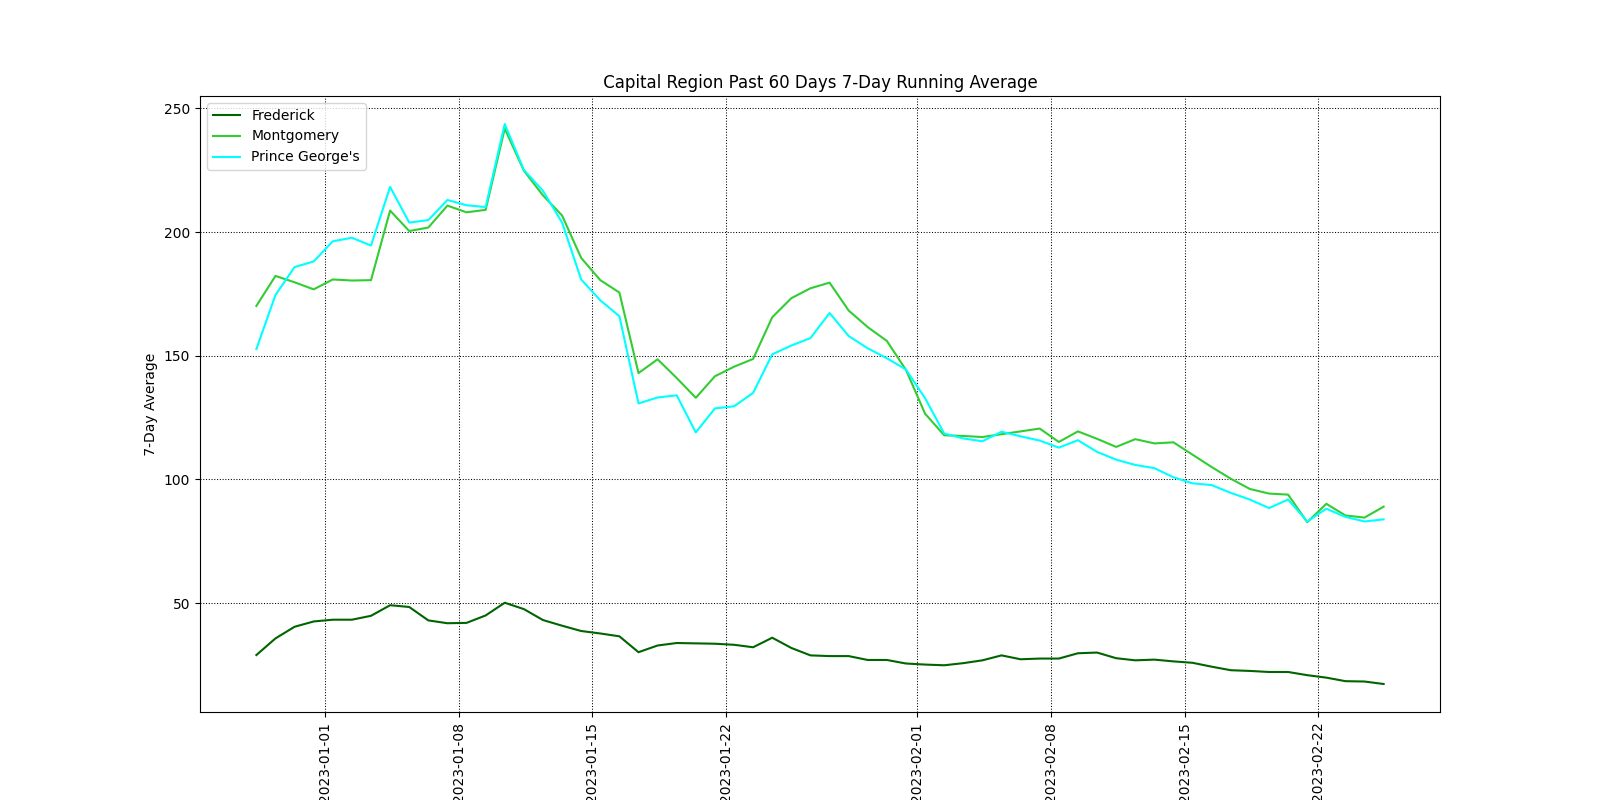 Capital Region Past 60 Days 7-Day Running Average
Frederick
Montgomery
Prince George's
7-Day Average
250
200
150
100
50
2023-01-01
2023-01-08
2023-01-15
2023-01-22
2023-02-01
2023-02-08
2023-02-15
2023-02-22